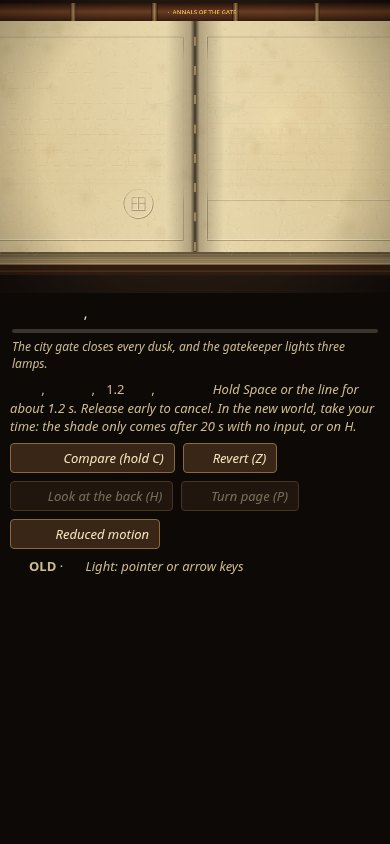 · ANNALS OF THE GATE
,
The city gate closes every dusk, and the gatekeeper lights three
lamps.
, , 1.2 , Hold Space or the line for
about 1.2 s. Release early to cancel. In the new world, take your
time: the shade only comes after 20 s with no input, or on H.
Compare (hold C) Revert (Z)
Look at the back (H) Turn page (P)
Reduced motion
OLD · Light: pointer or arrow keys